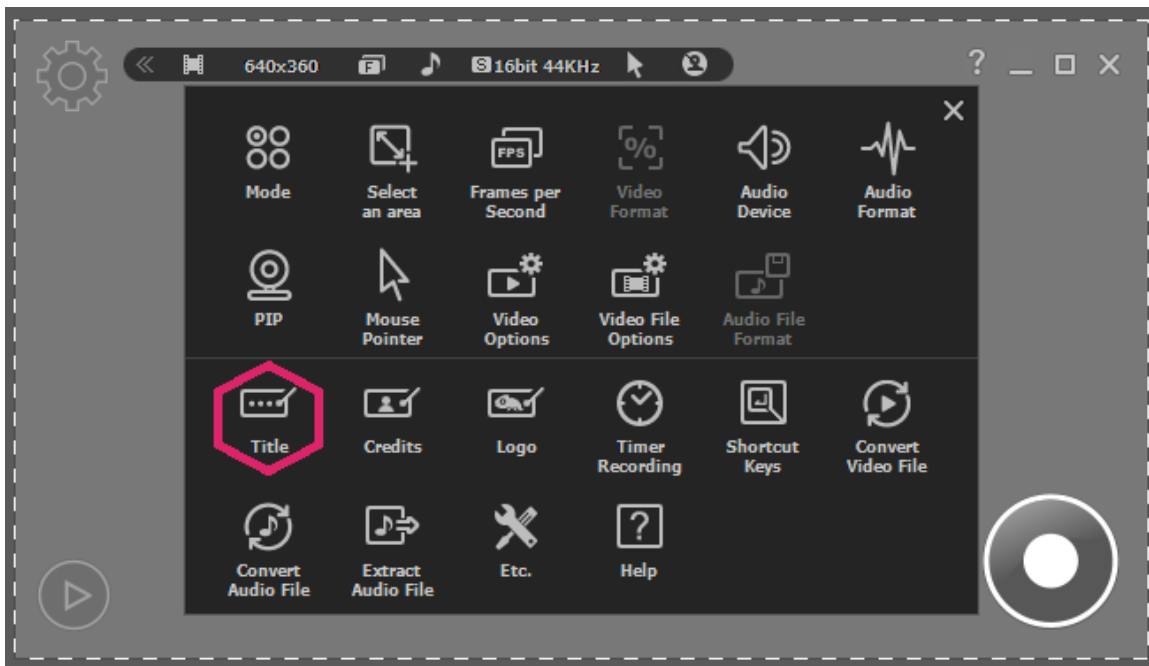 640x360 F S 16bit 44KHz ?
Mode
Select
an area
FPS
Frames per
Second
%
Video
Format
Audio
Device
Audio
Format
PIP
Mouse
Pointer
Video
Options
Video File
Options
Audio File
Format
Title
Credits
Logo
Timer
Recording
Shortcut
Keys
Convert
Video File
Convert
Audio File
Extract
Audio File
Etc.
?
Help